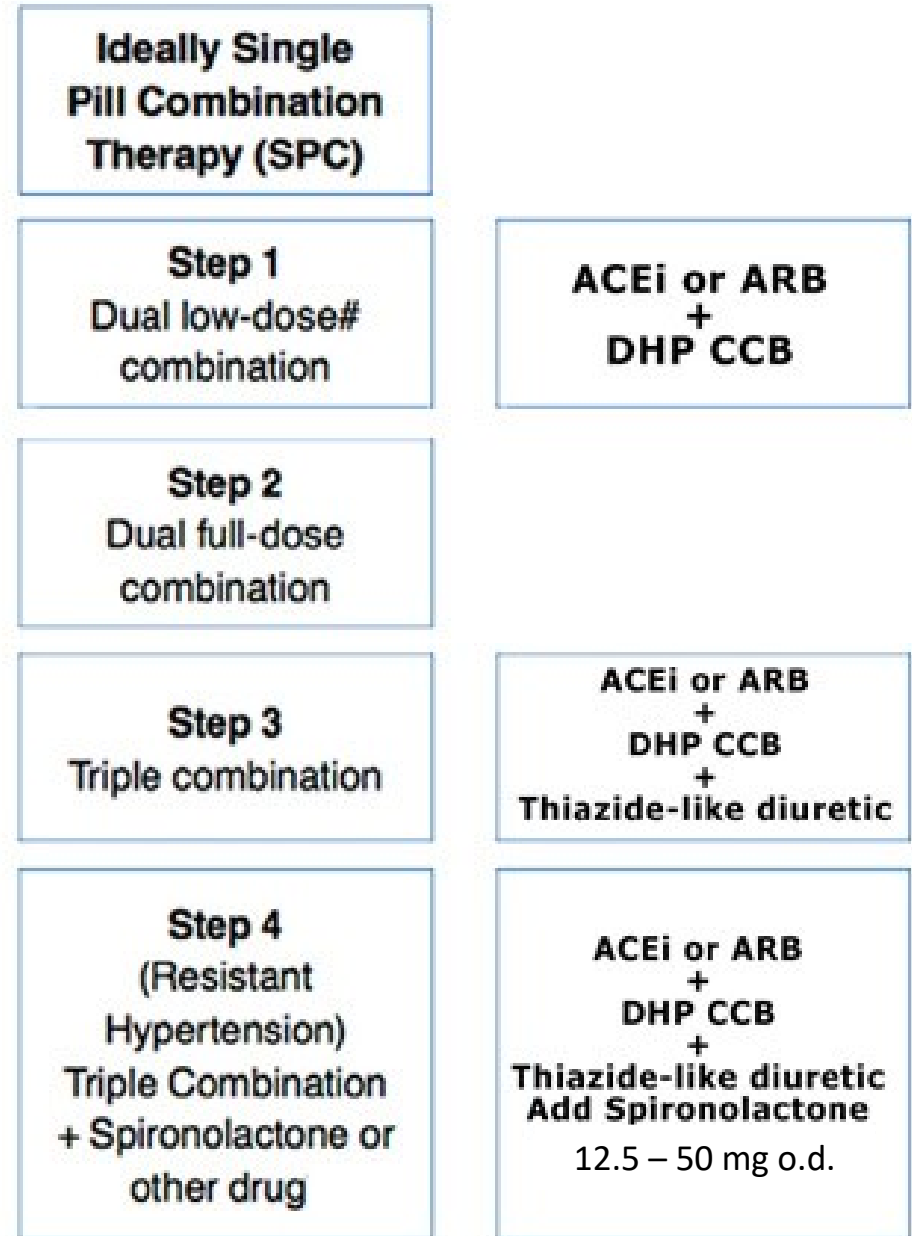 Ideally Single
Pill Combination
Therapy (SPC)
Step 1
Dual low-dose#
combination
ACEi or ARB
+
DHP CCB
Step 2
Dual full-dose
combination
Step 3
Triple combination
ACEi or ARB
+
DHP CCB
+
Thiazide-like diuretic
Step 4
(Resistant
Hypertension)
Triple Combination
+ Spironolactone or
other drug
ACEi or ARB
+
DHP CCB
+
Thiazide-like diuretic
Add Spironolactone
12.5 – 50 mg o.d.